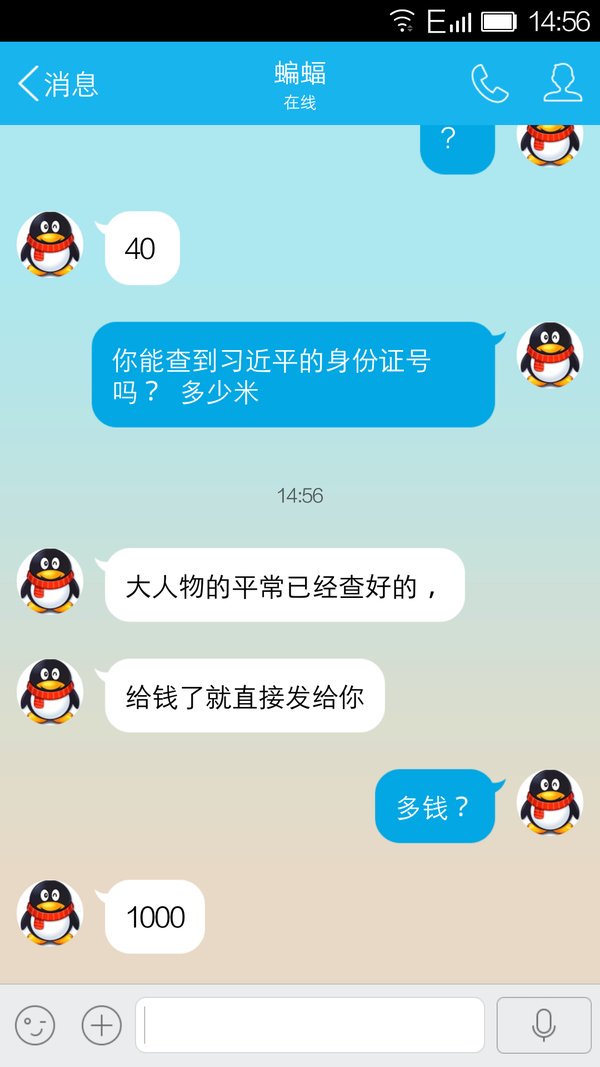 E 14:56
消息
蝙蝠
在线
？
40
你能查到习近平的身份证号
吗？ 多少米
14:56
大人物的平常已经查好的，
给钱了就直接发给你
多钱？
1000